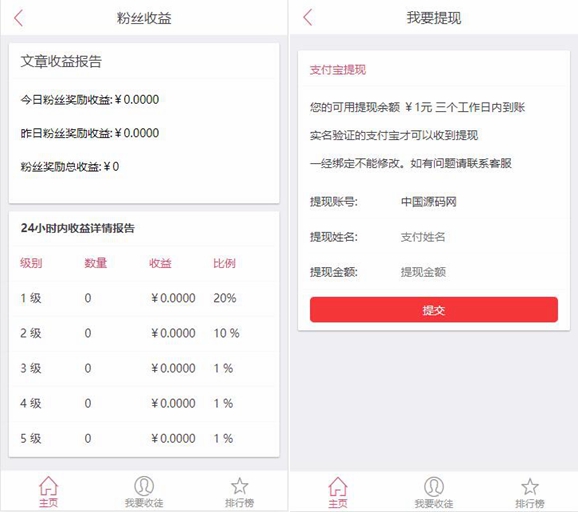 粉丝收益
文章收益报告
今日粉丝奖励收益:￥0.0000
昨日粉丝奖励收益:￥0.0000
粉丝奖励总收益:￥0
24小时内收益详情报告
级别 数量 收益 比例
1 级 0 ￥0.0000 20%
2 级 0 ￥0.0000 10 %
3 级 0 ￥0.0000 1 %
4 级 0 ￥0.0000 1 %
5 级 0 ￥0.0000 1 %
主页 我要收徒 排行榜
我要提现
支付宝提现
您的可用提现余额 ￥1元 三个工作日内到账
实名验证的支付宝才可以收到提现
一经绑定不能修改。如有问题请联系客服
提现账号: 中国源码网
提现姓名: 支付姓名
提现金额: 提现金额
提交
主页 我要收徒 排行榜